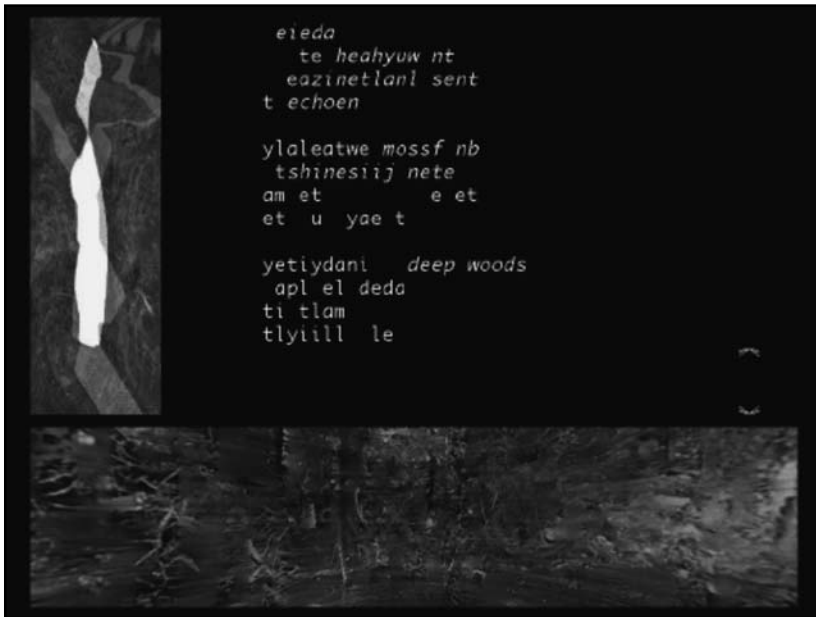 eieda
te heahyuw nt
eazinetlanl sent
t echoen
ylaleatwe mossf nb
tshinesiij nete
am et e et
et u yae t
yetiydani deep woods
apl el deda
ti tlam
tlyiill le